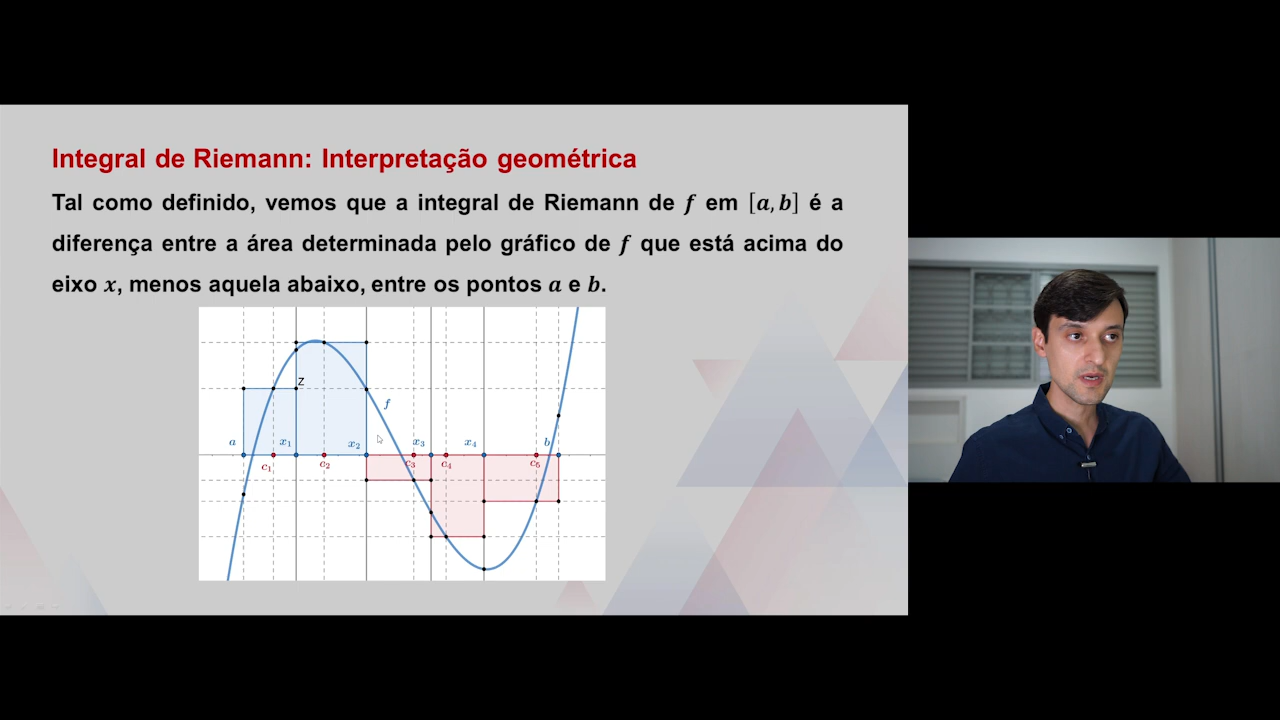 Integral de Riemann: Interpretação geométrica
Tal como definido, vemos que a integral de Riemann de f em [a, b] é a
diferença entre a área determinada pelo gráfico de f que está acima do
eixo x, menos aquela abaixo, entre os pontos a e b.
Z
f
a x₁ x₂ x₃ x₄ b
c₁ c₂ c₃ c₄ c₅